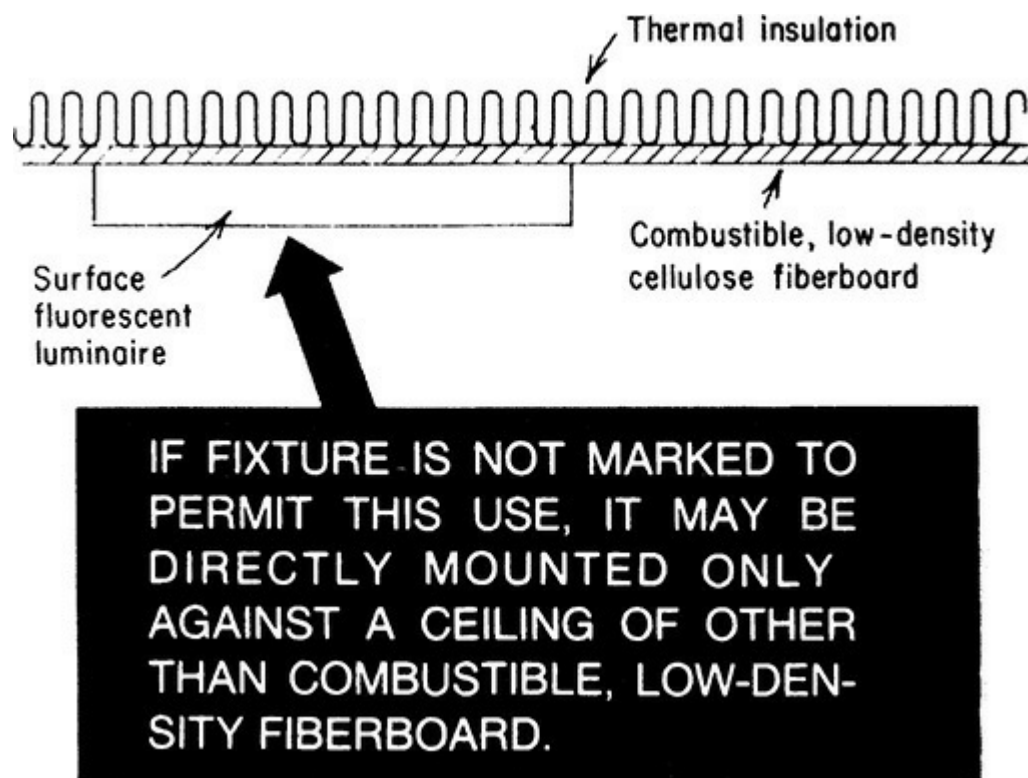 Thermal insulation
Combustible, low-density
cellulose fiberboard
Surface
fluorescent
luminaire
IF FIXTURE IS NOT MARKED TO
PERMIT THIS USE, IT MAY BE
DIRECTLY MOUNTED ONLY
AGAINST A CEILING OF OTHER
THAN COMBUSTIBLE, LOW-DEN-
SITY FIBERBOARD.